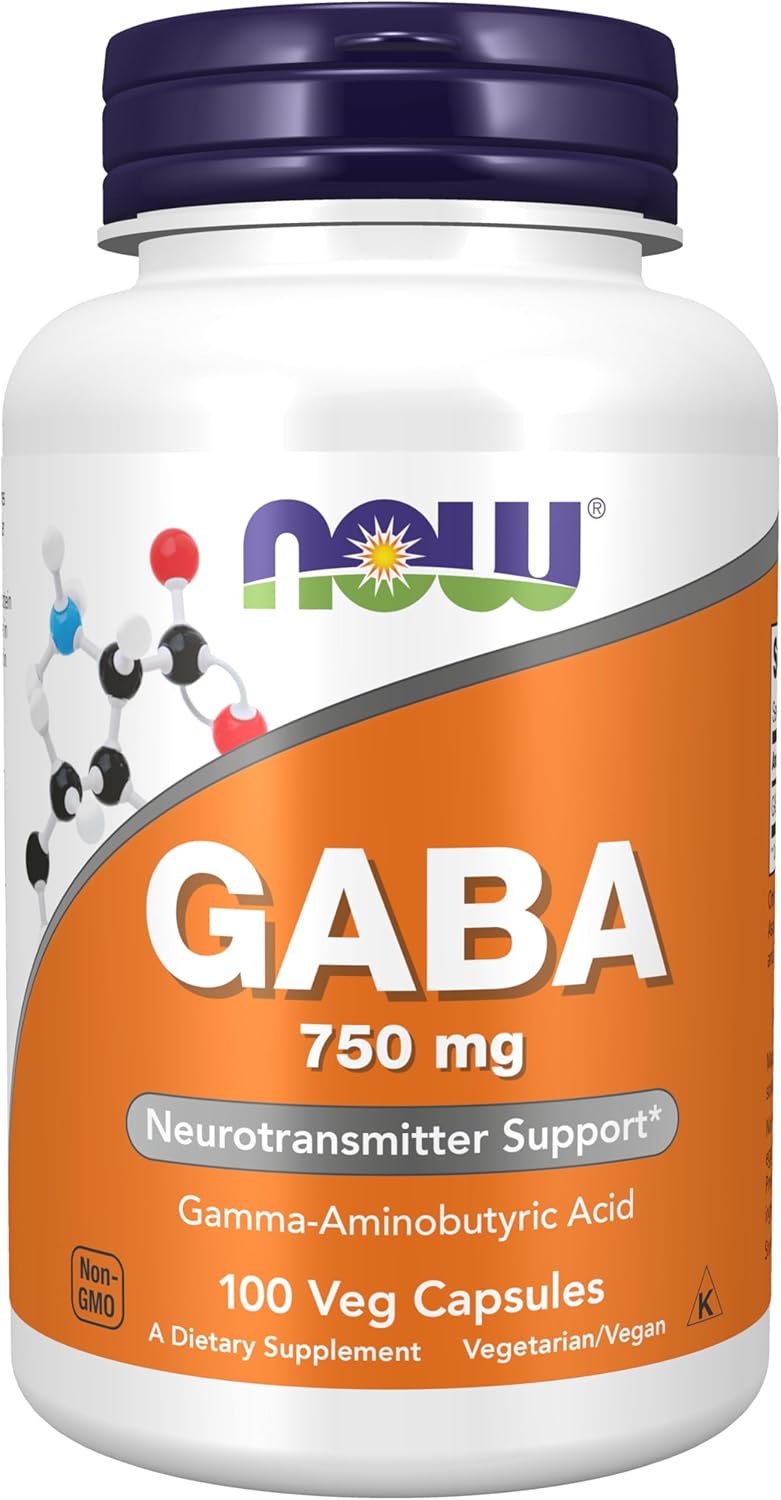 now®
GABA
750 mg
Neurotransmitter Support*
Gamma-Aminobutyric Acid
Non-
GMO
100 Veg Capsules
K
A Dietary Supplement
Vegetarian/Vegan